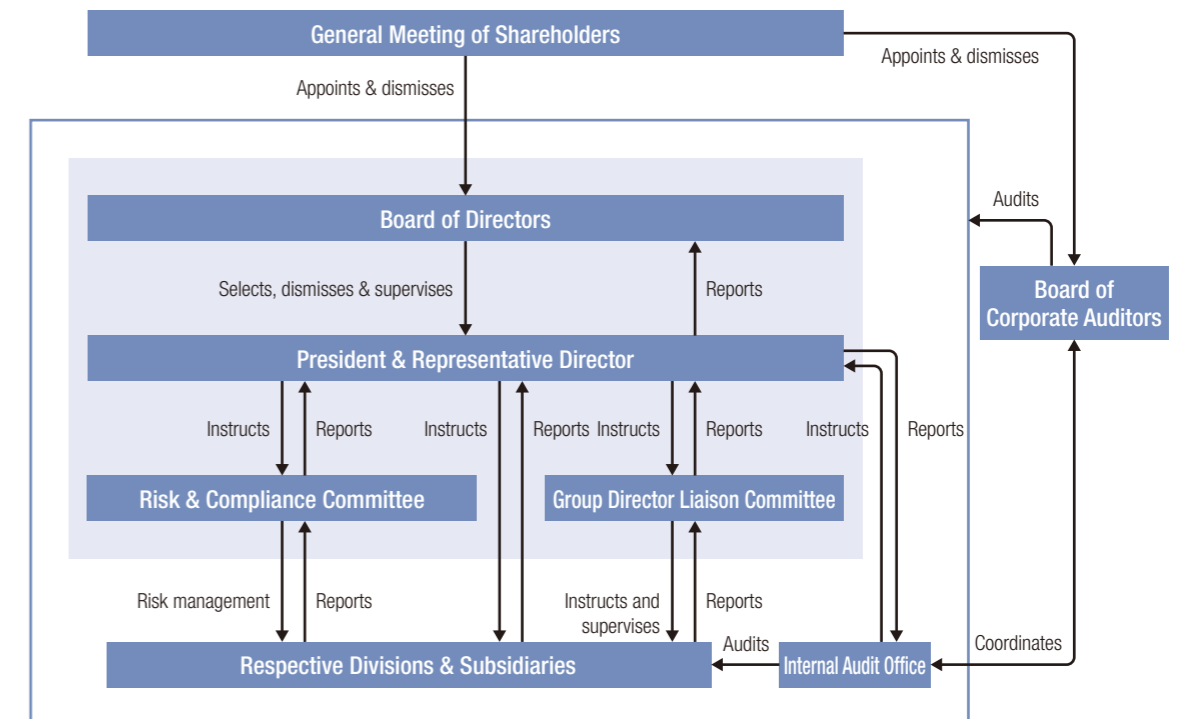 General Meeting of Shareholders
Appoints & dismisses
Appoints & dismisses
Audits
Board of Directors
Selects, dismisses & supervises
Reports
Board of
Corporate Auditors
President & Representative Director
Instructs
Reports
Instructs
Reports
Instructs
Reports
Instructs
Reports
Risk & Compliance Committee
Group Director Liaison Committee
Risk management
Reports
Instructs and
supervises
Reports
Audits
Coordinates
Respective Divisions & Subsidiaries
Internal Audit Office